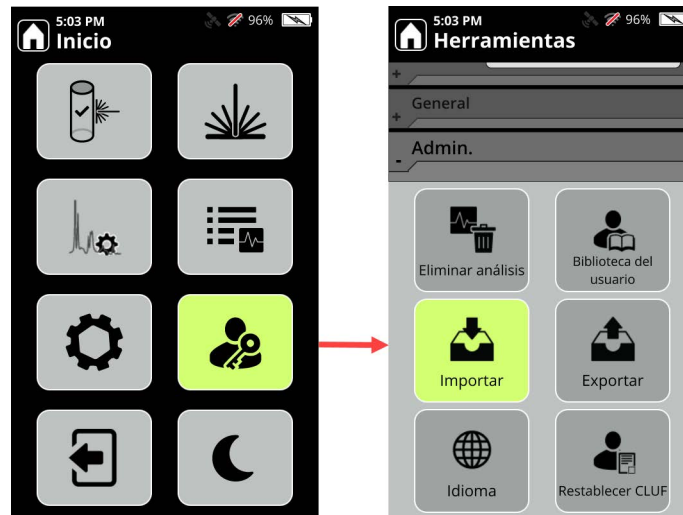 5:03 PM
96%
Inicio
5:03 PM
96%
Herramientas
+
General
+
Admin.
-
Eliminar análisis
Biblioteca del
usuario
Importar
Exportar
Idioma
Restablecer CLUF